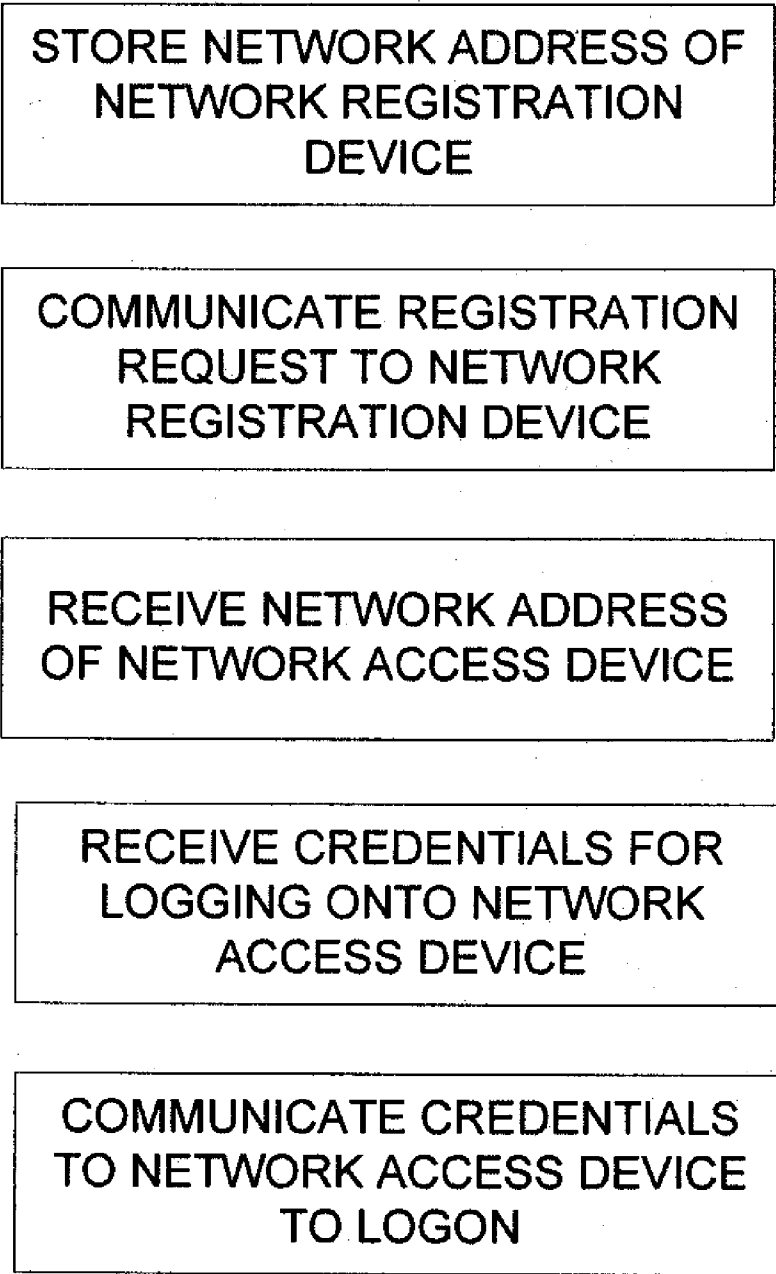 STORE NETWORK ADDRESS OF
NETWORK REGISTRATION
DEVICE
COMMUNICATE REGISTRATION
REQUEST TO NETWORK
REGISTRATION DEVICE
RECEIVE NETWORK ADDRESS
OF NETWORK ACCESS DEVICE
RECEIVE CREDENTIALS FOR
LOGGING ONTO NETWORK
ACCESS DEVICE
COMMUNICATE CREDENTIALS
TO NETWORK ACCESS DEVICE
TO LOGON